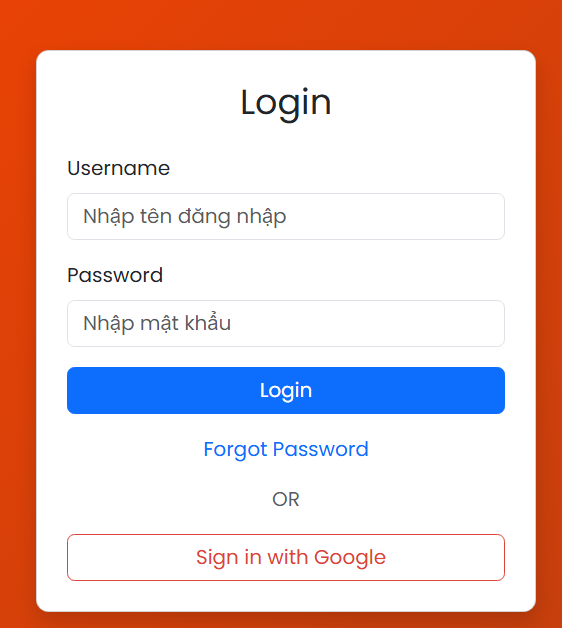 Login
Username
Nhập tên đăng nhập
Password
Nhập mật khẩu
Login
Forgot Password
OR
Sign in with Google